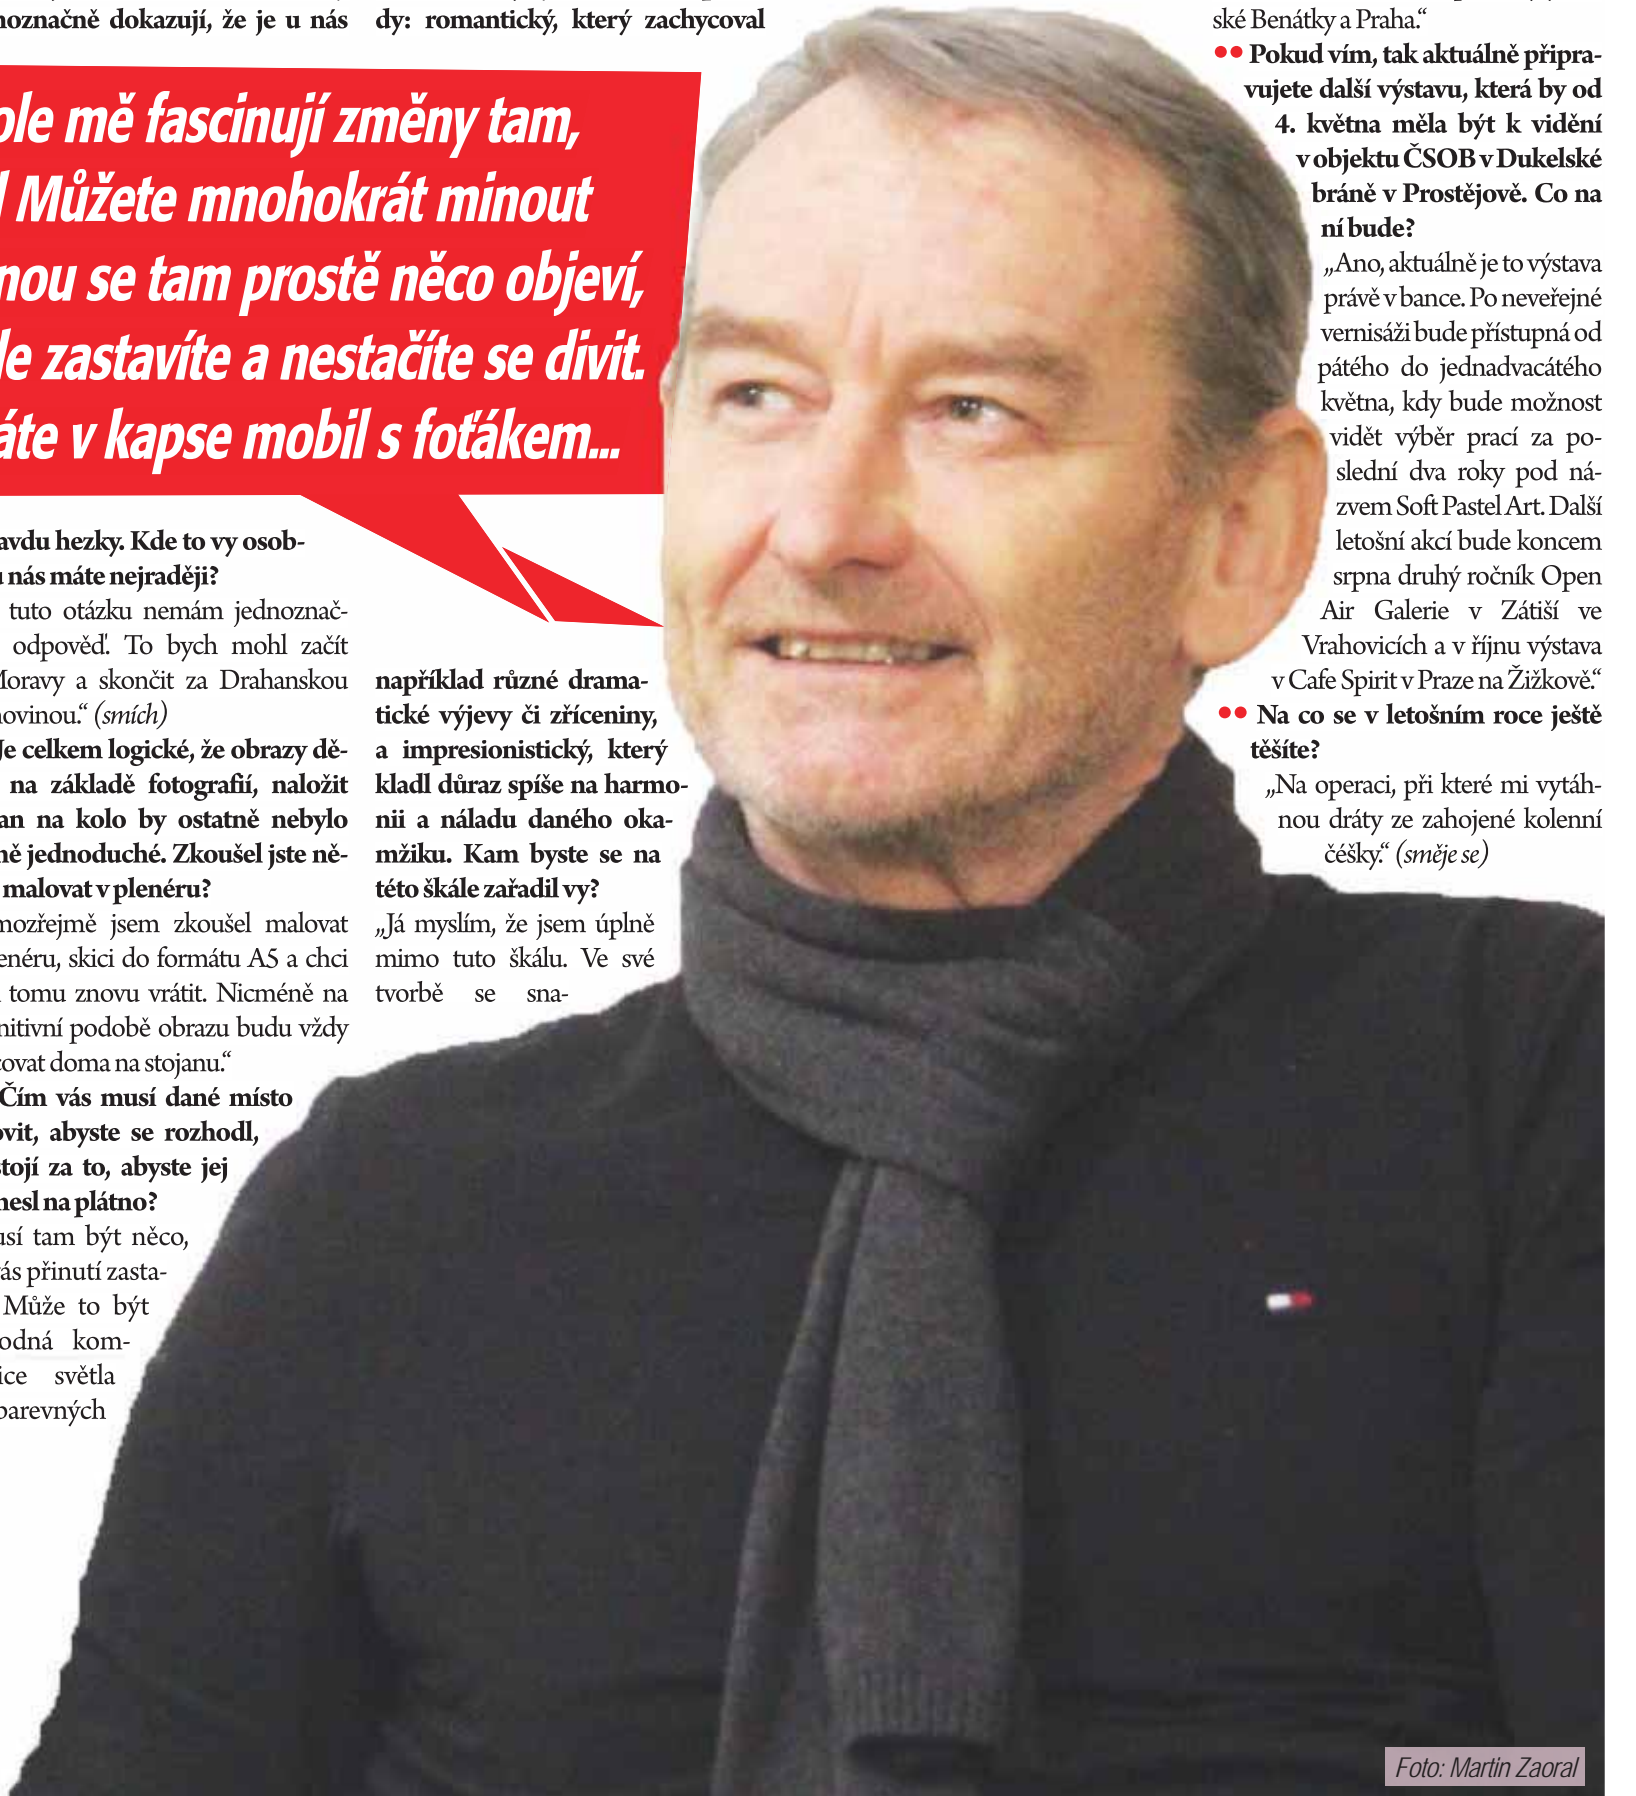 noznačně dokazují, že je u nás
ole mě fascinují změny tam,
Můžete mnohokrát minout
nou se tam prostě něco objeví,
le zastavíte a nestačíte se divit.
áte v kapse mobil s foťákem...
avdu hezky. Kde to vy osob-
u nás máte nejraději?
tuto otázku nemám jednoznač-
odpověď. To bych mohl začít
Moravy a skončit za Drahanskou
hovinou.“ (smích)
Je celkem logické, že obrazy dě-
na základě fotografií, naložit
an na kolo by ostatně nebylo
ně jednoduché. Zkoušel jste ně-
malovat v plenéru?
mozřejmě jsem zkoušel malovat
enéru, skici do formátu A5 a chci
tomu znovu vrátit. Nicméně na
nitivní podobě obrazu budu vždy
covat doma na stojanu.“
Čím vás musí dané místo
ovit, abyste se rozhodl,
stojí za to, abyste jej
nesl na plátno?
usí tam být něco,
vás přinutí zasta-
Může to být
odná kom-
ice světla
barevných
dy: romantický, který zachycoval
například různé drama-
tické výjevy či zříceniny,
a impresionistický, který
kladl důraz spíše na harmo-
nii a náladu daného oka-
mžiku. Kam byste se na
této škále zařadil vy?
„Já myslím, že jsem úplně
mimo tuto škálu. Ve své
tvorbě se sna-
ské Benátky a Praha.“
•• Pokud vím, tak aktuálně připra-
vujete další výstavu, která by od
4. května měla být k vidění
v objektu ČSOB v Dukelské
bráně v Prostějově. Co na
ní bude?
„Ano, aktuálně je to výstava
právě v bance. Po neveřejné
vernisáži bude přístupná od
pátého do jednadvacátého
května, kdy bude možnost
vidět výběr prací za po-
slední dva roky pod ná-
zvem Soft Pastel Art. Další
letošní akcí bude koncem
srpna druhý ročník Open
Air Galerie v Zátiší ve
Vrahovicích a v říjnu výstava
v Cafe Spirit v Praze na Žižkově.“
•• Na co se v letošním roce ještě
těšíte?
„Na operaci, při které mi vytáh-
nou dráty ze zahojené kolenní
čéšky.“ (směje se)
Foto: Martin Zaoral